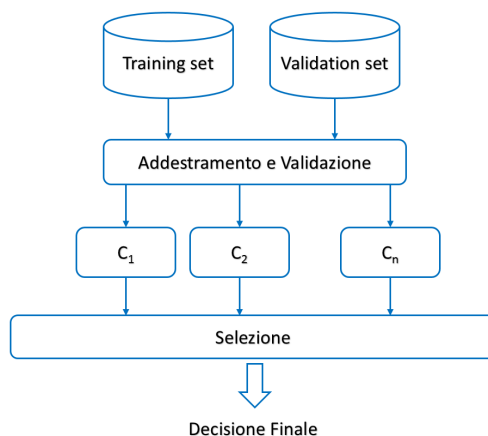 Training set
Validation set
Addestramento e Validazione
C₁
C₂
Cₙ
Selezione
Decisione Finale